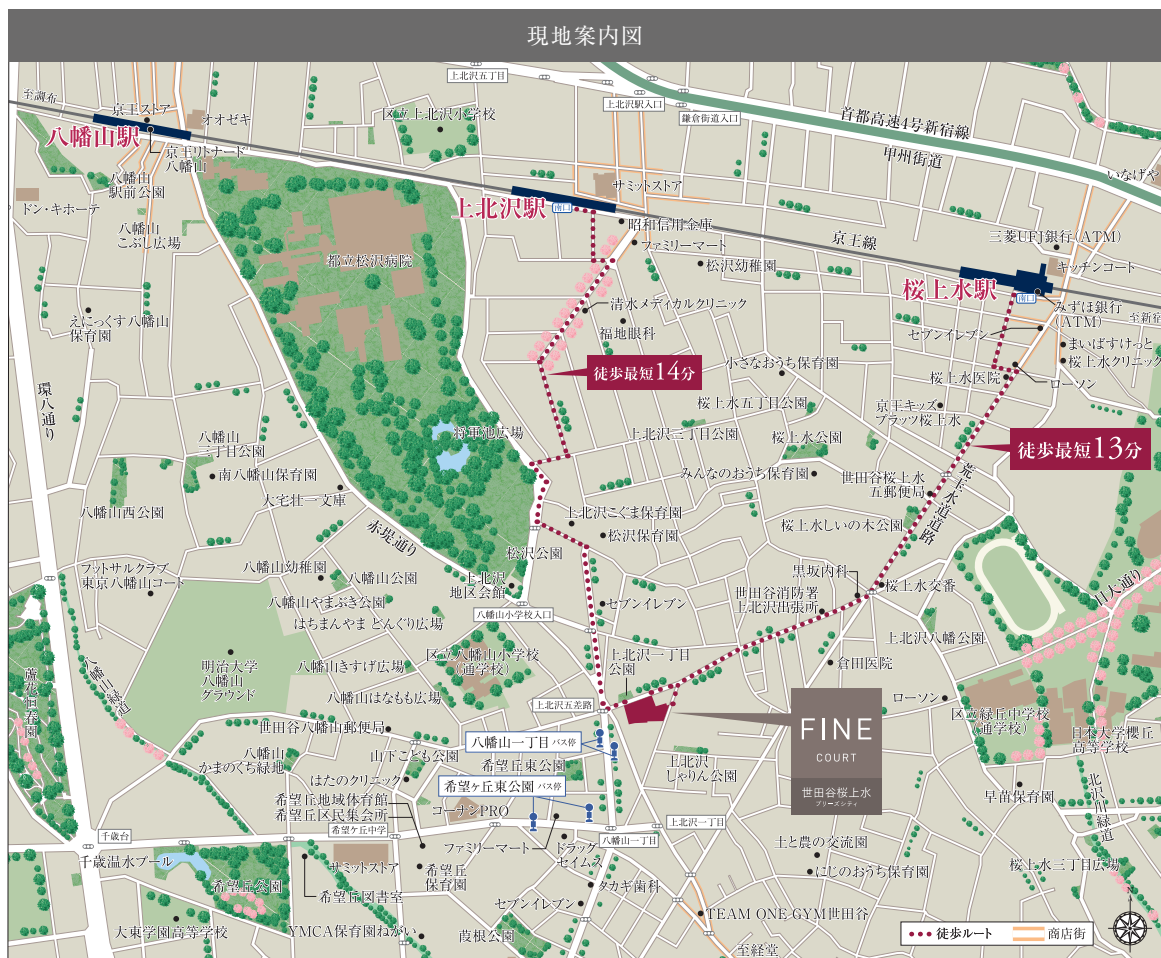 現地案内図
至調布
京王ストア
オオゼキ
八幡山駅
京王リトナード
八幡山
八幡山
駅前公園
ドン・キホーテ
八幡山
こぶし広場
区立上北沢小学校
上北沢五丁目
上北沢駅入口
鎌倉街道入口
首都高速4号新宿線
甲州街道
いなげや
サミットストア
上北沢駅
南口
昭和信用金庫
ファミリーマート
松沢幼稚園
京王線
三菱UFJ銀行(ATM)
キッチンコート
桜上水駅
南口
みずほ銀行
(ATM)
至新宿
都立松沢病院
清水メディカルクリニック
福地眼科
セブンイレブン
まいばすけっと
桜上水クリニック
えにっくす八幡山
保育園
徒歩最短14分
小さなおうち保育園
桜上水医院
ローソン
環八通り
桜上水五丁目公園
京王キッズ
プラッツ桜上水
将軍池広場
上北沢三丁目公園
桜上水公園
徒歩最短13分
八幡山
三丁目公園
南八幡山保育園
大宅壮一文庫
みんなのおうち保育園
世田谷桜上水
五郵便局
荒玉水道道路
八幡山西公園
赤堤通り
上北沢こぐま保育園
松沢保育園
桜上水しいの木公園
松沢公園
フットサルクラブ
東京八幡山コート
八幡山幼稚園
八幡山公園
上北沢
地区会館
黒坂内科
桜上水交番
日大通り
八幡山やまぶき公園
はちまんやま どんぐり広場
八幡山小学校入口
セブンイレブン
世田谷消防署
上北沢出張所
上北沢八幡公園
明治大学
八幡山
グラウンド
八幡山きすげ広場
区立八幡山小学校
(通学校)
上北沢一丁目
公園
倉田医院
八幡山緑道
蘆花恒春園
八幡山はなもも広場
上北沢五差路
ローソン
区立緑丘中学校
(通学校)
日本大学櫻丘
高等学校
世田谷八幡山郵便局
八幡山一丁目 バス停
FINE
COURT
世田谷桜上水
ブリーズシティ
八幡山
かまのくち緑地
山下こども公園
希望丘東公園
上北沢
しゃりん公園
はたのクリニック
希望ヶ丘東公園 バス停
早苗保育園
北沢川緑道
希望丘地域体育館
希望丘区民集会所
コーナンPRO
千歳台
希望ヶ丘中学
上北沢一丁目
八幡山一丁目
千歳温水プール
サミットストア
ファミリーマート
ドラッグ
セイムス
土と農の交流園
にじのおうち保育園
桜上水三丁目広場
希望丘公園
希望丘図書室
希望丘
保育園
タカギ歯科
セブンイレブン
TEAM ONE GYM世田谷
大東学園高等学校
YMCA保育園ねがい
葭根公園
至経堂
徒歩ルート
商店街